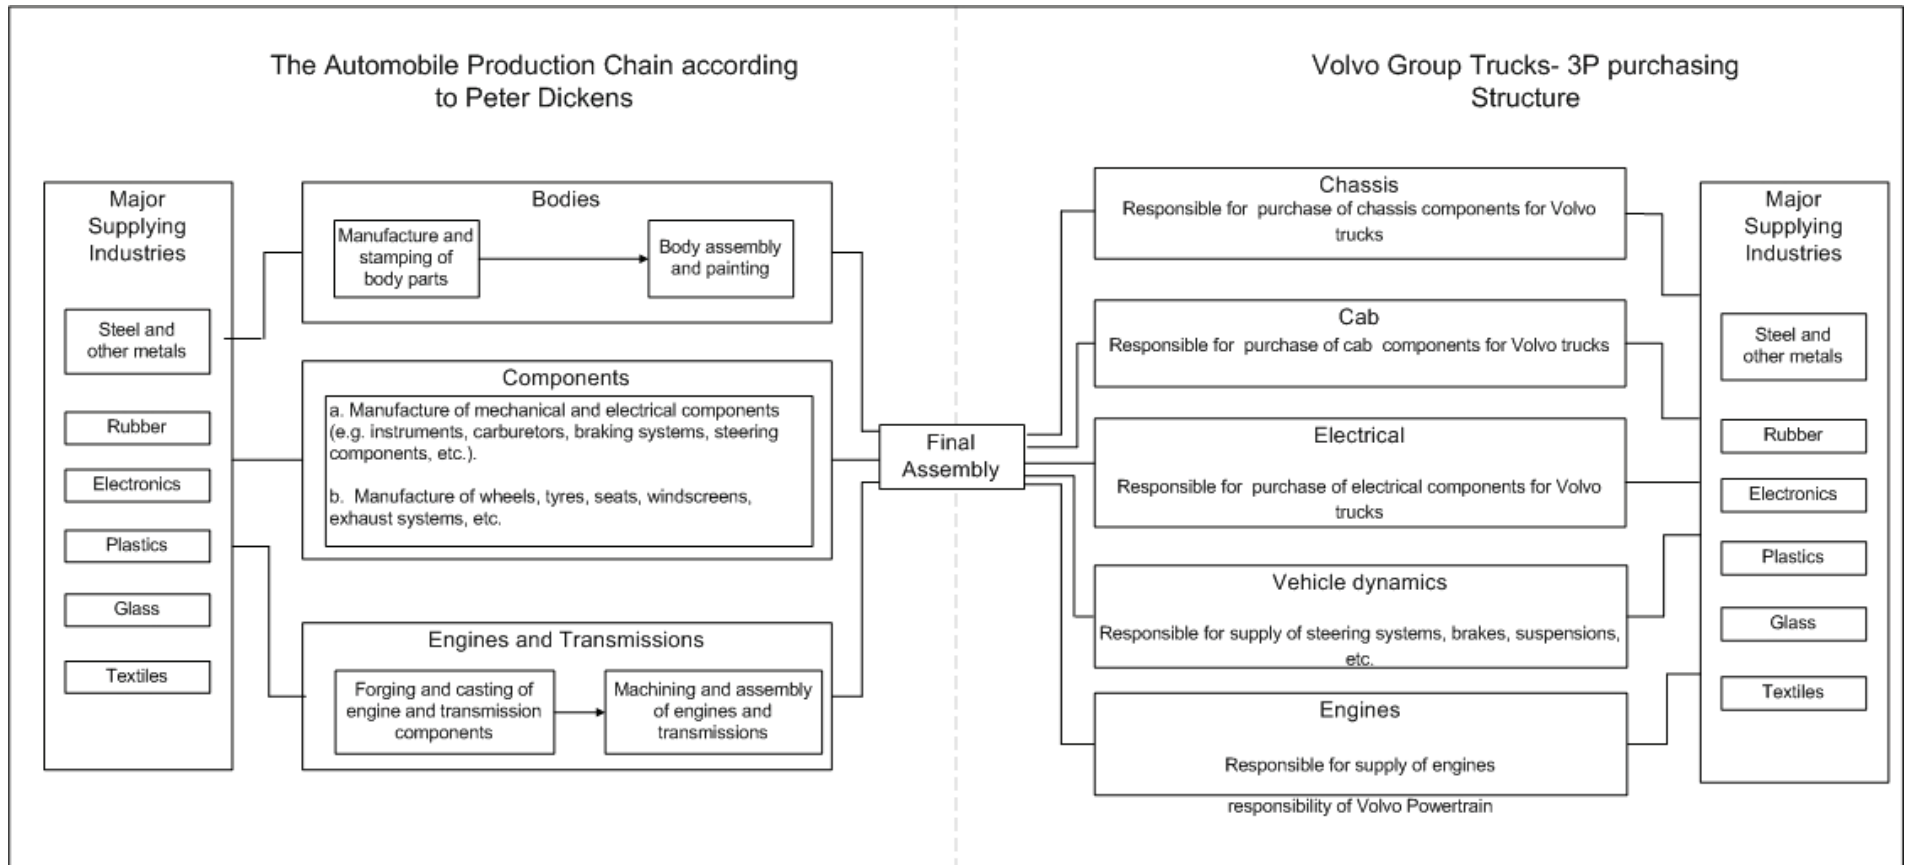 The Automobile Production Chain according
to Peter Dickens
Major
Supplying
Industries
Steel and
other metals
Rubber
Electronics
Plastics
Glass
Textiles
Bodies
Manufacture and
stamping of
body parts
Body assembly
and painting
Components
a. Manufacture of mechanical and electrical components
(e.g. instruments, carburetors, braking systems, steering
components, etc.).
b. Manufacture of wheels, tyres, seats, windscreens,
exhaust systems, etc.
Engines and Transmissions
Forging and casting of
engine and transmission
components
Machining and assembly
of engines and
transmissions
Final
Assembly
Volvo Group Trucks- 3P purchasing
Structure
Chassis
Responsible for purchase of chassis components for Volvo
trucks
Cab
Responsible for purchase of cab components for Volvo trucks
Electrical
Responsible for purchase of electrical components for Volvo
trucks
Vehicle dynamics
Responsible for supply of steering systems, brakes, suspensions,
etc.
Engines
Responsible for supply of engines
responsibility of Volvo Powertrain
Major
Supplying
Industries
Steel and
other metals
Rubber
Electronics
Plastics
Glass
Textiles